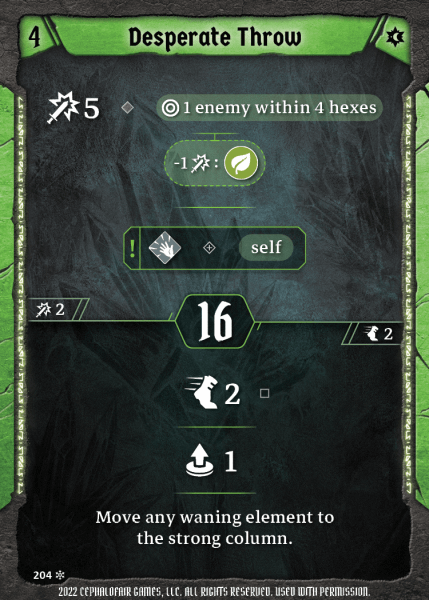 4 Desperate Throw
5 1 enemy within 4 hexes
-1 :
! self
2
16
2
2
1
Move any waning element to
the strong column.
204
2022 CEPHALOFAIR GAMES, LLC. ALL RIGHTS RESERVED. USED WITH PERMISSION.